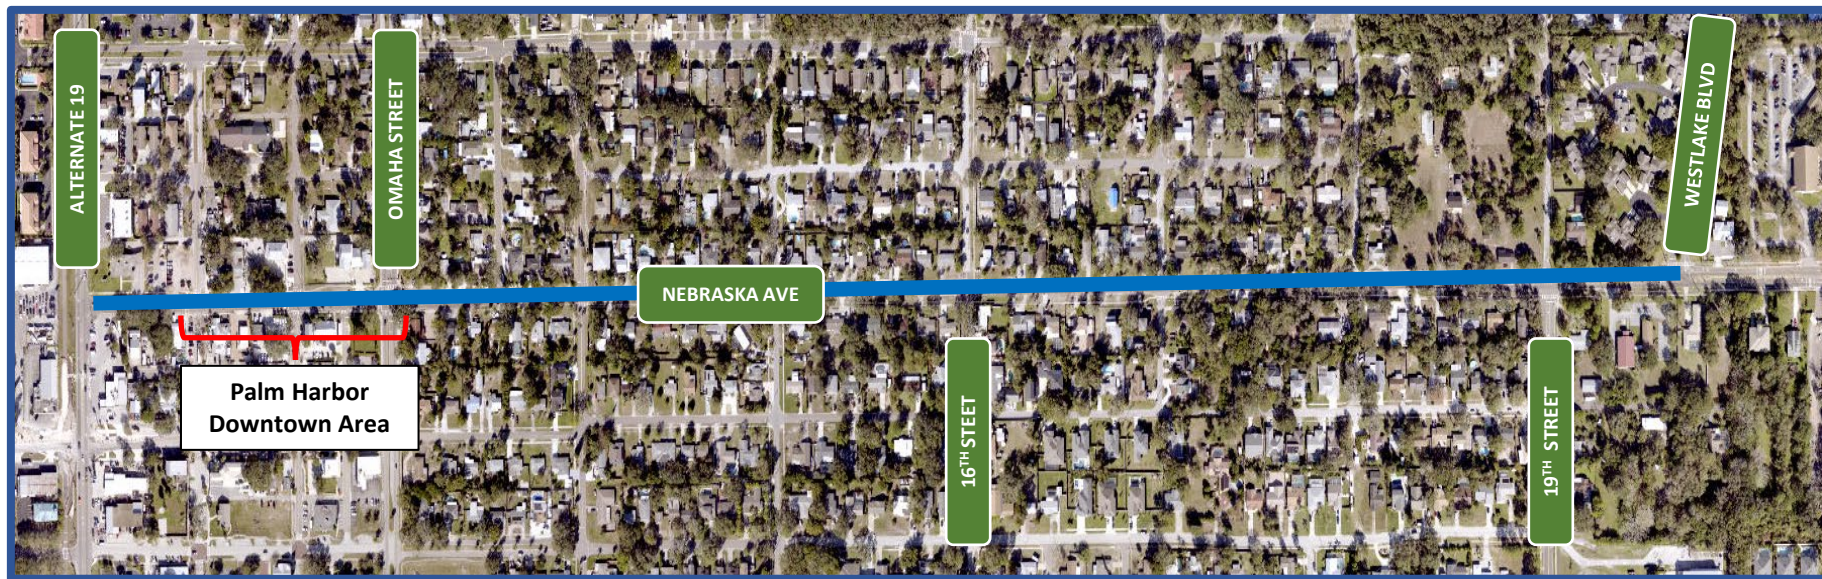 ALTERNATE 19
OMAHA STREET
WESTLAKE BLVD
NEBRASKA AVE
Palm Harbor
Downtown Area
16TH STEET
19TH STREET